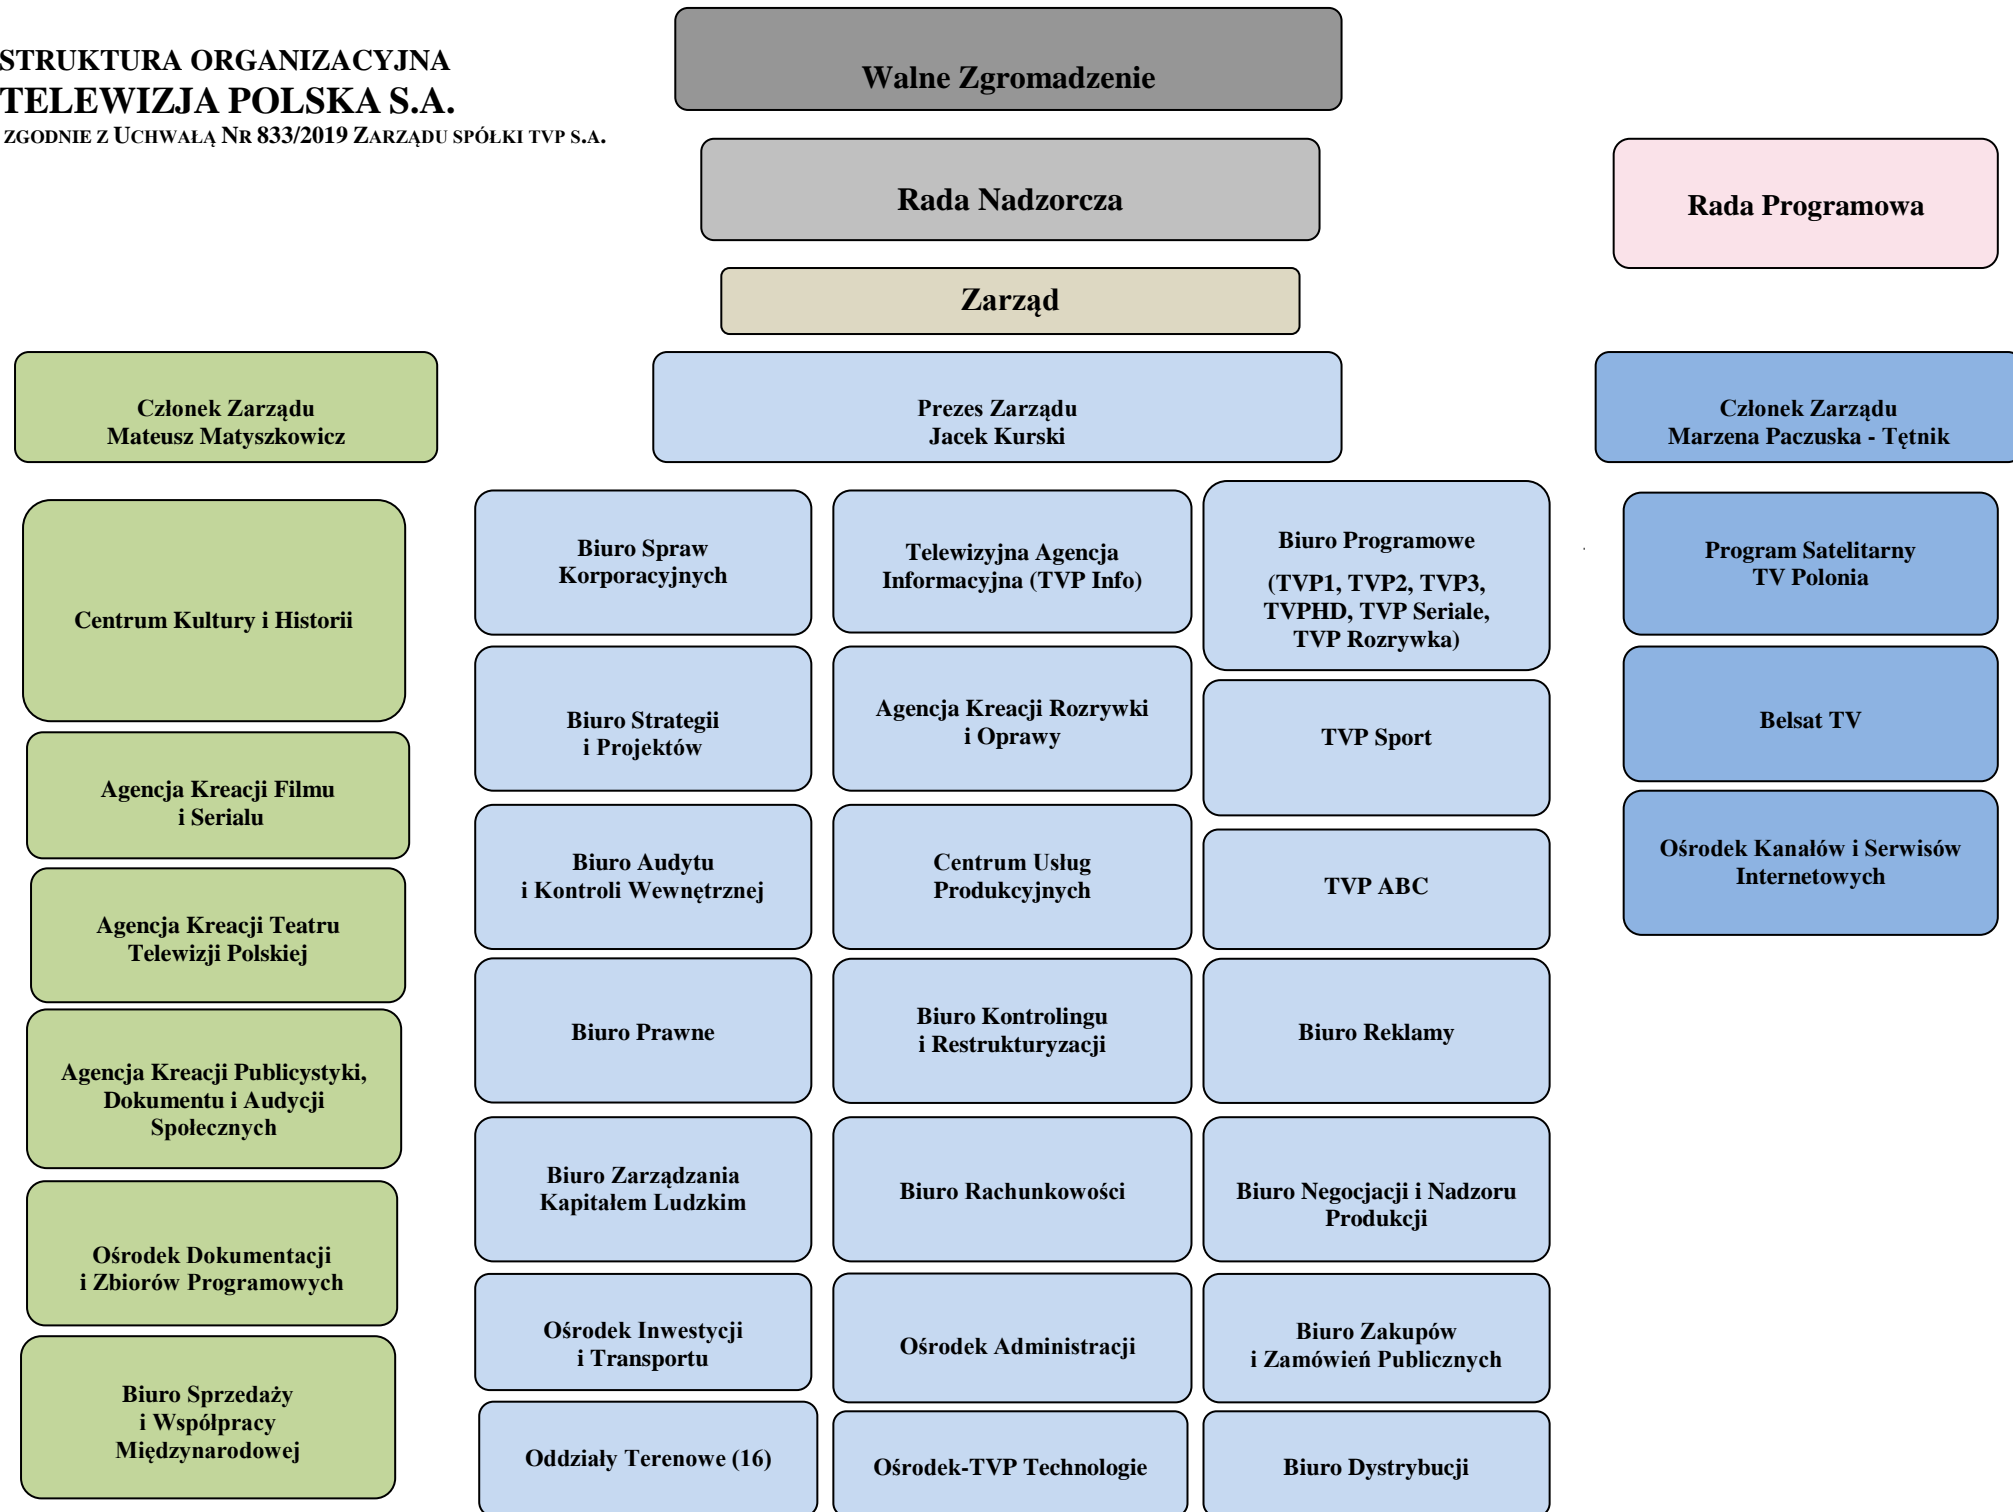 STRUKTURA ORGANIZACYJNA
TELEWIZJA POLSKA S.A.
ZGODNIE Z UCHWAŁĄ NR 833/2019 ZARZĄDU SPÓŁKI TVP S.A.
Walne Zgromadzenie
Rada Nadzorcza
Rada Programowa
Zarząd
Członek Zarządu
Mateusz Matyszkowicz
Prezes Zarządu
Jacek Kurski
Członek Zarządu
Marzena Paczuska - Tętnik
Centrum Kultury i Historii
Agencja Kreacji Filmu
i Serialu
Agencja Kreacji Teatru
Telewizji Polskiej
Agencja Kreacji Publicystyki,
Dokumentu i Audycji
Społecznych
Ośrodek Dokumentacji
i Zbiorów Programowych
Biuro Sprzedaży
i Współpracy
Międzynarodowej
Biuro Spraw
Korporacyjnych
Biuro Strategii
i Projektów
Biuro Audytu
i Kontroli Wewnętrznej
Biuro Prawne
Biuro Zarządzania
Kapitałem Ludzkim
Ośrodek Inwestycji
i Transportu
Oddziały Terenowe (16)
Telewizyjna Agencja
Informacyjna (TVP Info)
Agencja Kreacji Rozrywki
i Oprawy
Centrum Usług
Produkcyjnych
Biuro Kontrolingu
i Restrukturyzacji
Biuro Rachunkowości
Ośrodek Administracji
Ośrodek-TVP Technologie
Biuro Programowe
(TVP1, TVP2, TVP3,
TVPHD, TVP Seriale,
TVP Rozrywka)
TVP Sport
TVP ABC
Biuro Reklamy
Biuro Negocjacji i Nadzoru
Produkcji
Biuro Zakupów
i Zamówień Publicznych
Biuro Dystrybucji
Program Satelitarny
TV Polonia
Belsat TV
Ośrodek Kanałów i Serwisów
Internetowych